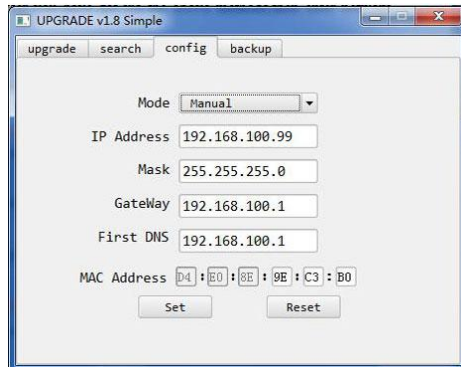 UPGRADE v1.8 Simple
upgrade search config backup
Mode Manual
IP Address 192.168.100.99
Mask 255.255.255.0
GateWay 192.168.100.1
First DNS 192.168.100.1
MAC Address D4 : E0 : 8E : 9E : C3 : B0
Set Reset